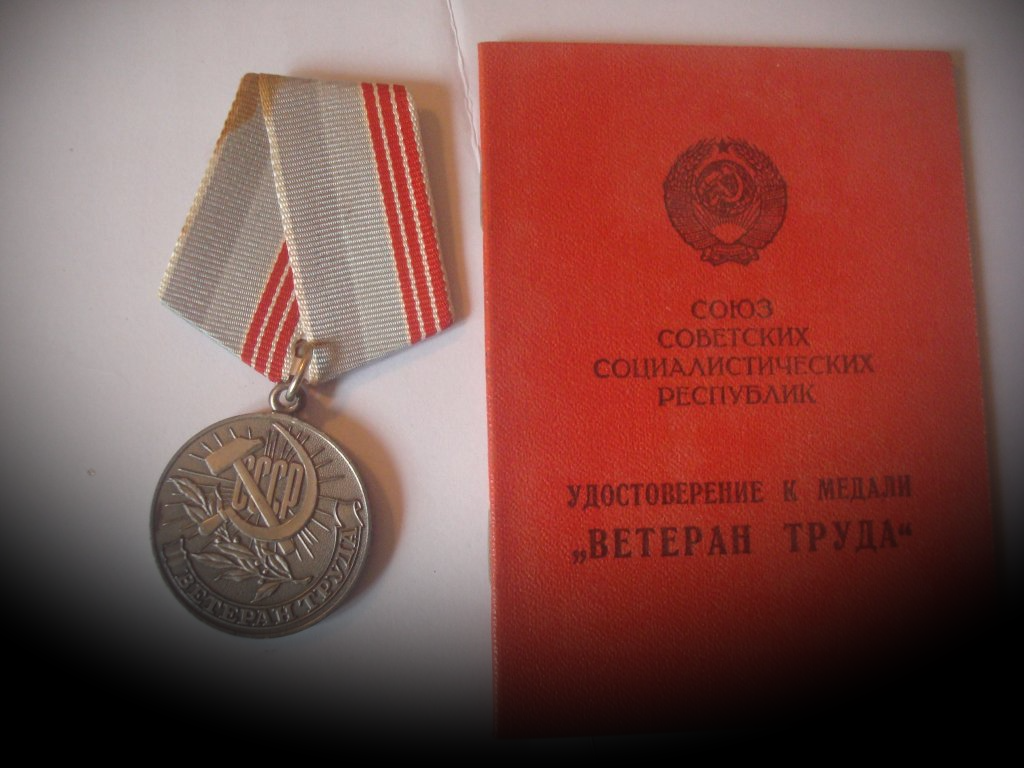 СССР
ВЕТЕРАН ТРУДА
СОЮЗ
СОВЕТСКИХ
СОЦИАЛИСТИЧЕСКИХ
РЕСПУБЛИК
УДОСТОВЕРЕНИЕ К МЕДАЛИ
„ВЕТЕРАН ТРУДА“